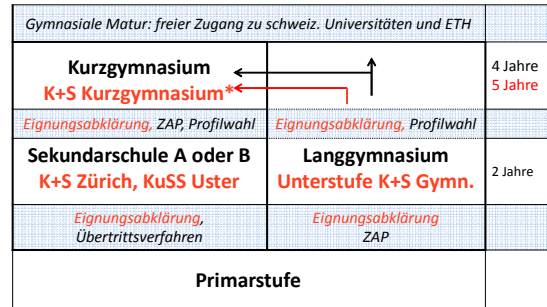 Gymnasiale Matur: freier Zugang zu schweiz. Universitäten und ETH
Kurzgymnasium
K+S Kurzgymnasium*
4 Jahre
5 Jahre
Eignungsabklärung, ZAP, Profilwahl
Eignungsabklärung, Profilwahl
Sekundarschule A oder B
K+S Zürich, KuSS Uster
Langgymnasium
Unterstufe K+S Gymn.
2 Jahre
Eignungsabklärung,
Übertrittsverfahren
Eignungsabklärung
ZAP
Primarstufe